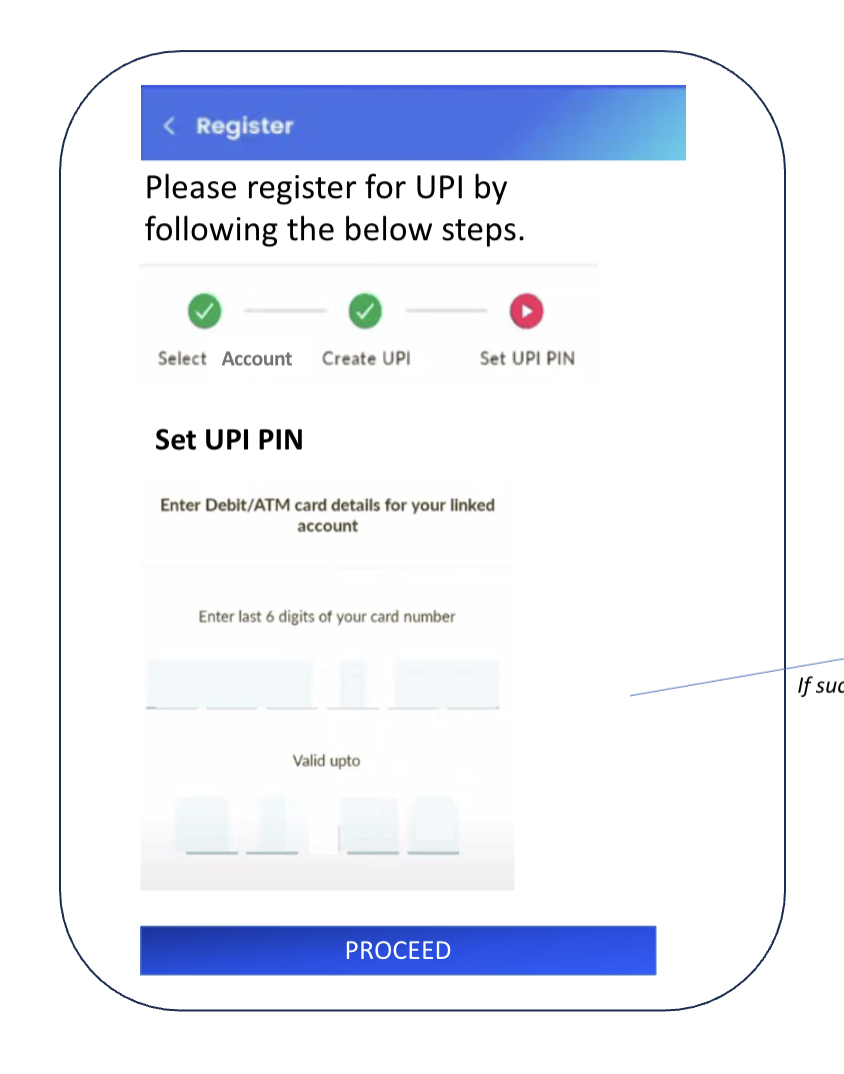 Register
Please register for UPI by
following the below steps.
Select Account Create UPI Set UPI PIN
Set UPI PIN
Enter Debit/ATM card details for your linked
account
Enter last 6 digits of your card number
If suc
Valid upto
PROCEED